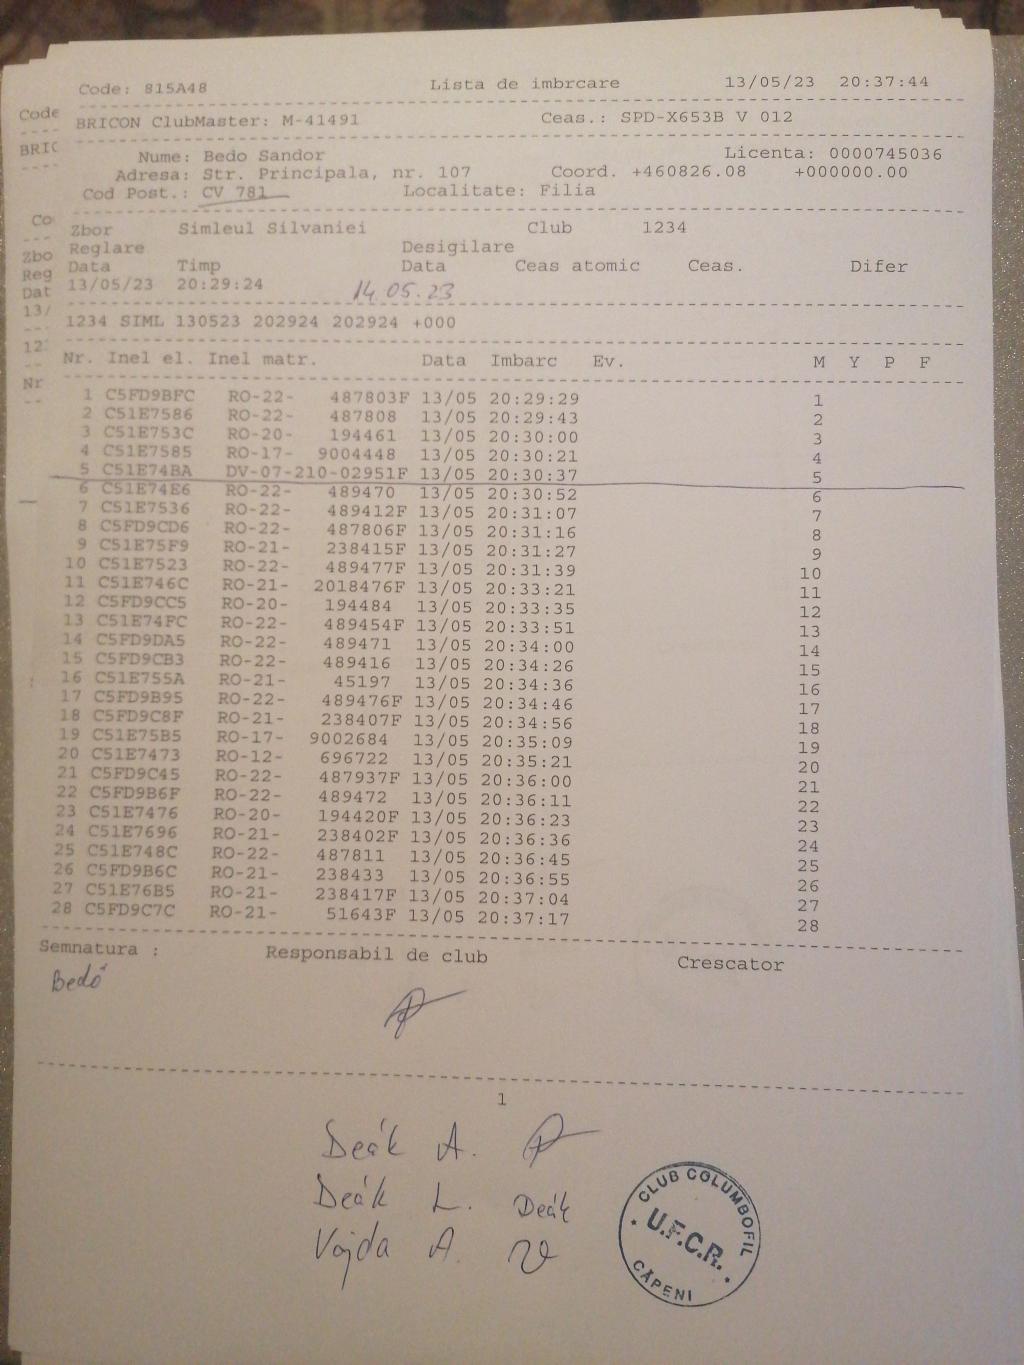 Code: 815A48 Lista de imbrcare 13/05/23 20:37:44
BRICON ClubMaster: M-41491 Ceas.: SPD-X653B V 012
Nume: Bedo Sandor Licenta: 0000745036
Adresa: Str. Principala, nr. 107 Coord. +460826.08 +000000.00
Cod Post.: CV 781 Localitate: Filia
Zbor Simleul Silvaniei Club 1234
Reglare Desigilare
Data Timp Data Ceas atomic Ceas. Difer
13/05/23 20:29:24 14.05.23
1234 SIML 130523 202924 202924 +000
Nr. Inel el. Inel matr. Data Imbarc Ev. M Y P F
1 C5FD9BFC RO-22- 487803F 13/05 20:29:29 1
2 C51E7586 RO-22- 487808 13/05 20:29:43 2
3 C51E753C RO-20- 194461 13/05 20:30:00 3
4 C51E7585 RO-17- 9004448 13/05 20:30:21 4
5 C51E74BA DV-07-210-02951F 13/05 20:30:37 5
6 C51E74E6 RO-22- 489470 13/05 20:30:52 6
7 C51E7536 RO-22- 489412F 13/05 20:31:07 7
8 C5FD9CD6 RO-22- 487806F 13/05 20:31:16 8
9 C51E75F9 RO-21- 238415F 13/05 20:31:27 9
10 C51E7523 RO-22- 489477F 13/05 20:31:39 10
11 C51E746C RO-21- 2018476F 13/05 20:33:21 11
12 C5FD9CC5 RO-20- 194484 13/05 20:33:35 12
13 C51E74FC RO-22- 489454F 13/05 20:33:51 13
14 C5FD9DA5 RO-22- 489471 13/05 20:34:00 14
15 C5FD9CB3 RO-22- 489416 13/05 20:34:26 15
16 C51E755A RO-21- 45197 13/05 20:34:36 16
17 C5FD9B95 RO-22- 489476F 13/05 20:34:46 17
18 C5FD9C8F RO-21- 238407F 13/05 20:34:56 18
19 C51E75B5 RO-17- 9002684 13/05 20:35:09 19
20 C51E7473 RO-12- 696722 13/05 20:35:21 20
21 C5FD9C45 RO-22- 487937F 13/05 20:36:00 21
22 C5FD9B6F RO-22- 489472 13/05 20:36:11 22
23 C51E7476 RO-20- 194420F 13/05 20:36:23 23
24 C51E7696 RO-21- 238402F 13/05 20:36:36 24
25 C51E748C RO-22- 487811 13/05 20:36:45 25
26 C5FD9B6C RO-21- 238433 13/05 20:36:55 26
27 C51E76B5 RO-21- 238417F 13/05 20:37:04 27
28 C5FD9C7C RO-21- 51643F 13/05 20:37:17 28
Semnatura : Responsabil de club Crescator
Bedő
1
Deák A.
Deák L. Deák
Vajda A.
CLUB COLUMBOFIL
U.F.C.R.
CĂPENI